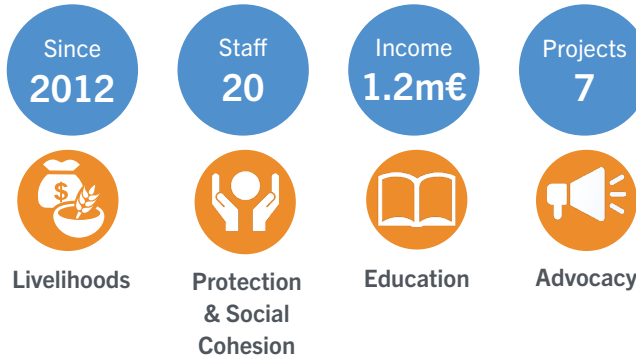 Since
2012
Staff
20
Income
1.2m€
Projects
7
$
Livelihoods
Protection
& Social
Cohesion
Education
Advocacy